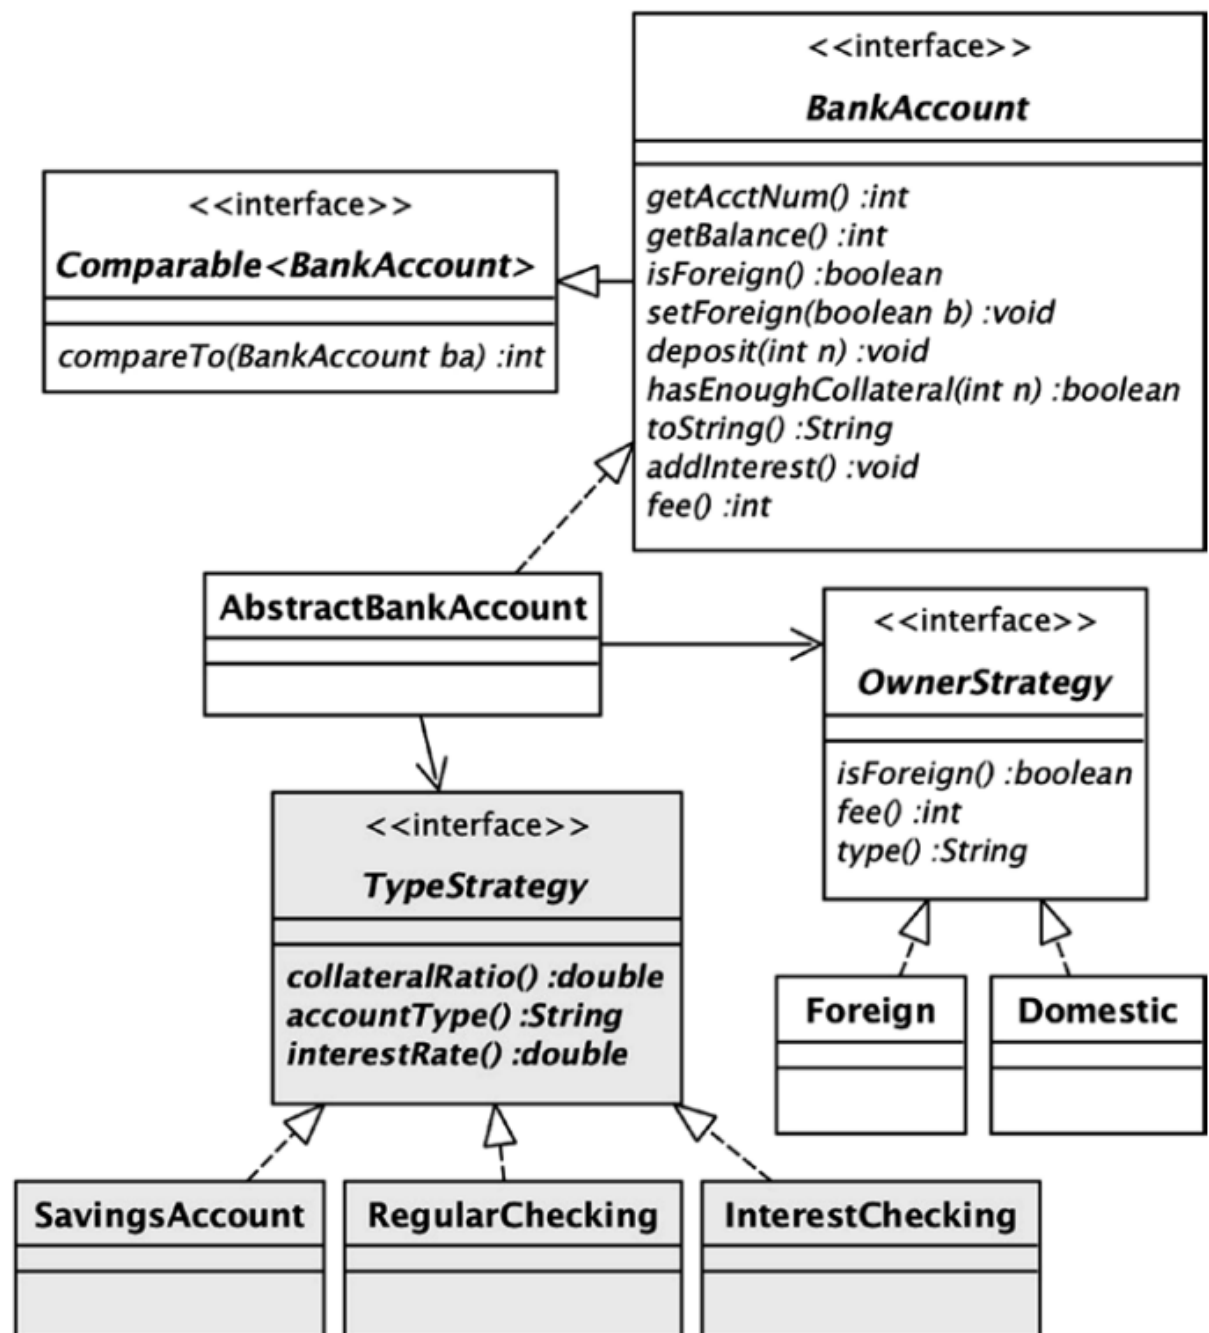 <<interface>>
BankAccount
getAcctNum() :int
getBalance() :int
isForeign() :boolean
setForeign(boolean b) :void
deposit(int n) :void
hasEnoughCollateral(int n) :boolean
toString() :String
addInterest() :void
fee() :int
<<interface>>
Comparable<BankAccount>
compareTo(BankAccount ba) :int
AbstractBankAccount
<<interface>>
OwnerStrategy
isForeign() :boolean
fee() :int
type() :String
<<interface>>
TypeStrategy
collateralRatio() :double
accountType() :String
interestRate() :double
Foreign
Domestic
SavingsAccount
RegularChecking
InterestChecking